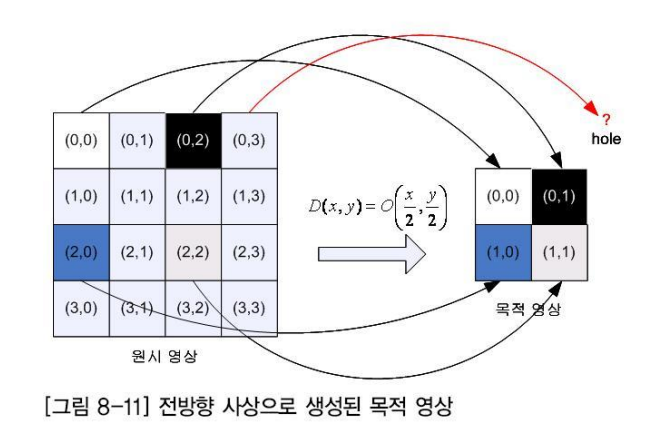 ?
hole
(0,0) (0,1) (0,2) (0,3)
(1,0) (1,1) (1,2) (1,3)
(2,0) (2,1) (2,2) (2,3)
(3,0) (3,1) (3,2) (3,3)
원시 영상
D(x, y) = O(x/2, y/2)
(0,0) (0,1)
(1,0) (1,1)
목적 영상
[그림 8-11] 전방향 사상으로 생성된 목적 영상